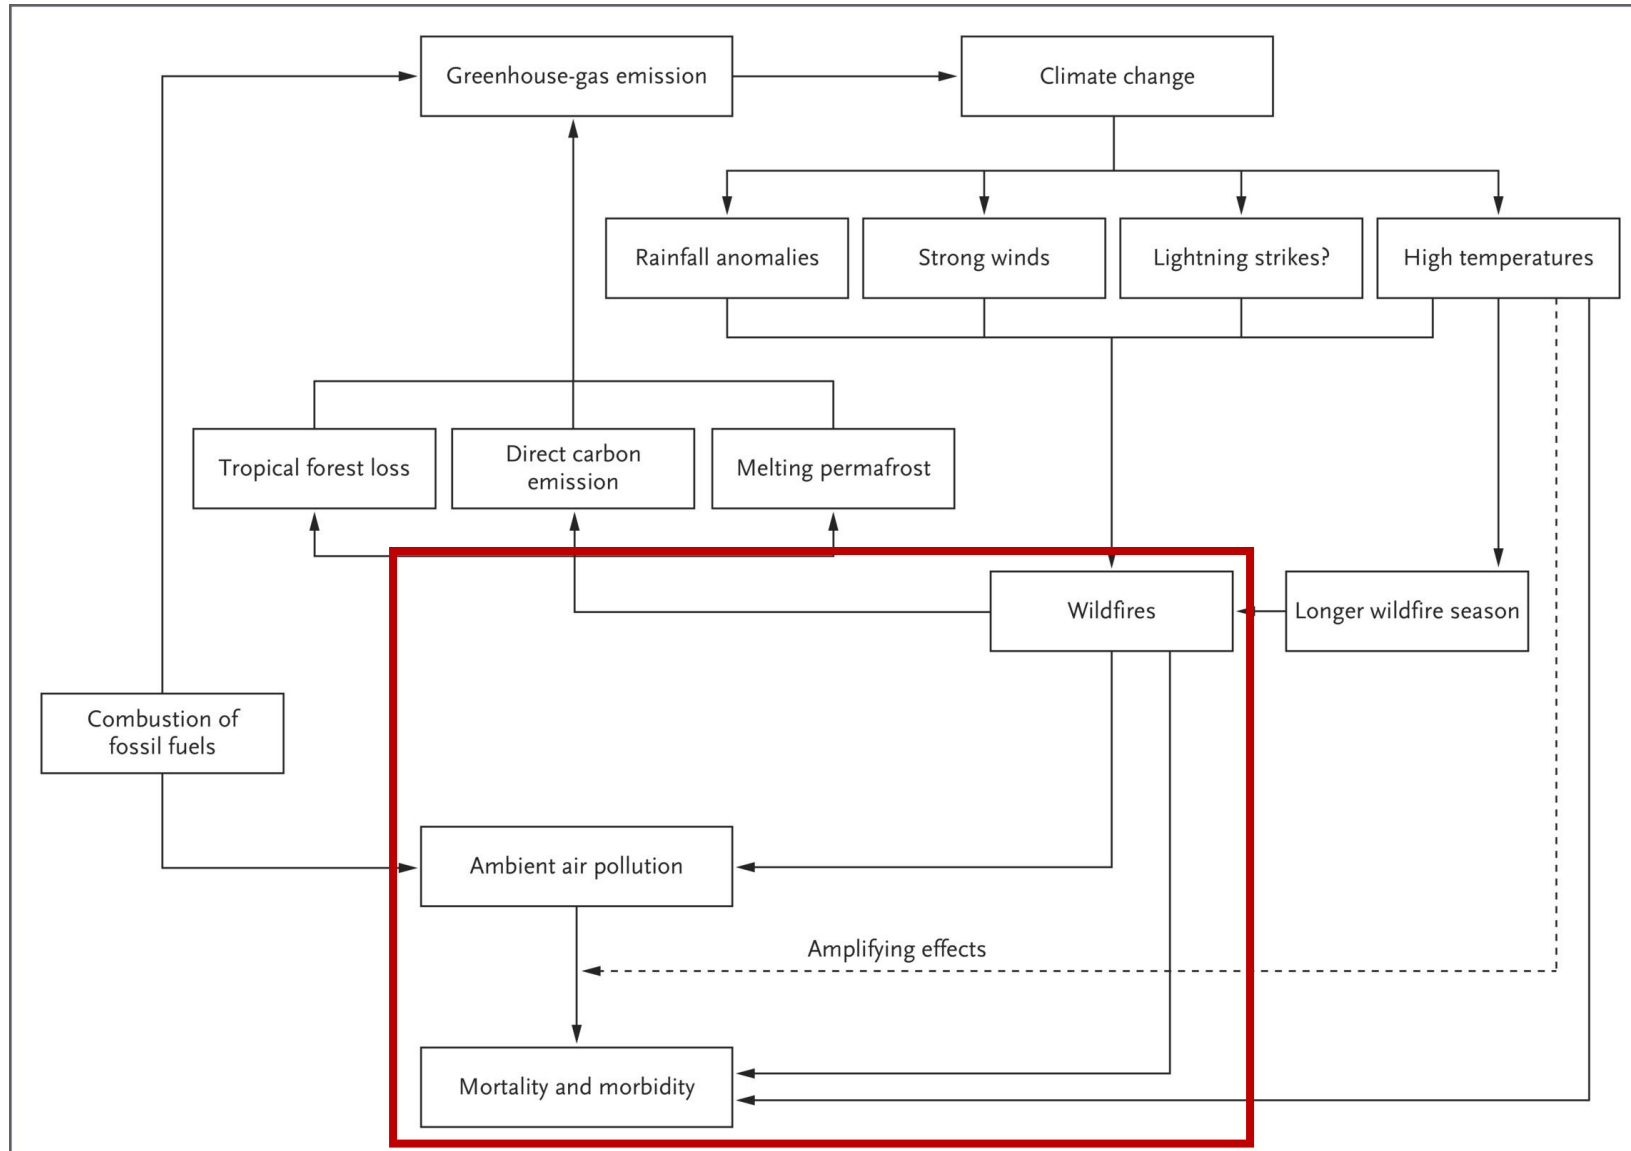 Greenhouse-gas emission
Climate change
Rainfall anomalies
Strong winds
Lightning strikes?
High temperatures
Tropical forest loss
Direct carbon
emission
Melting permafrost
Wildfires
Longer wildfire season
Combustion of
fossil fuels
Ambient air pollution
Amplifying effects
Mortality and morbidity